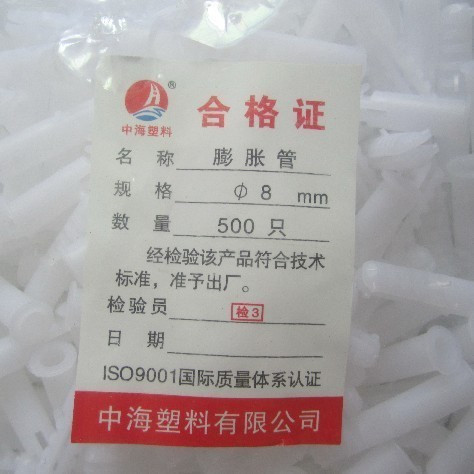 ®
中海塑料
合格证
名 称 膨胀管
规 格 φ8 mm
数 量 500 只
经检验该产品符合技术
标准，准予出厂。
检验员 检3
日 期
ISO9001国际质量体系认证
中海塑料有限公司